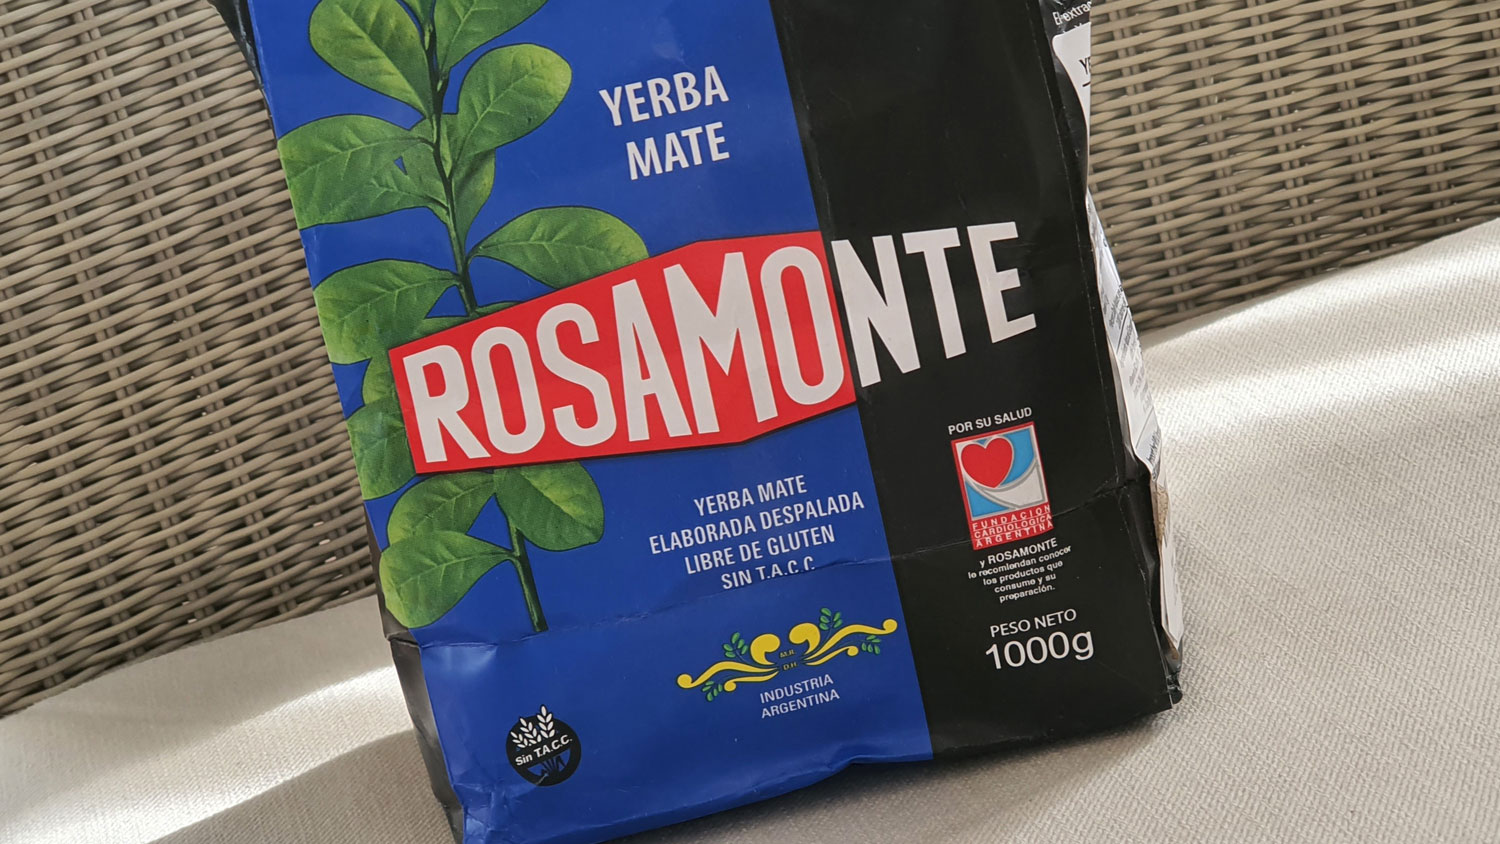 YERBA
MATE
ROSAMONTE
YERBA MATE
ELABORADA DESPALADA
LIBRE DE GLUTEN
SIN T.A.C.C.
INDUSTRIA
ARGENTINA
Sin T.A.C.C.
POR SU SALUD
FUNDACION
CARDIOLOGICA
ARGENTINA
y ROSAMONTE
le recomiendan conocer
los productos que
consume y su
preparación.
PESO NETO
1000g